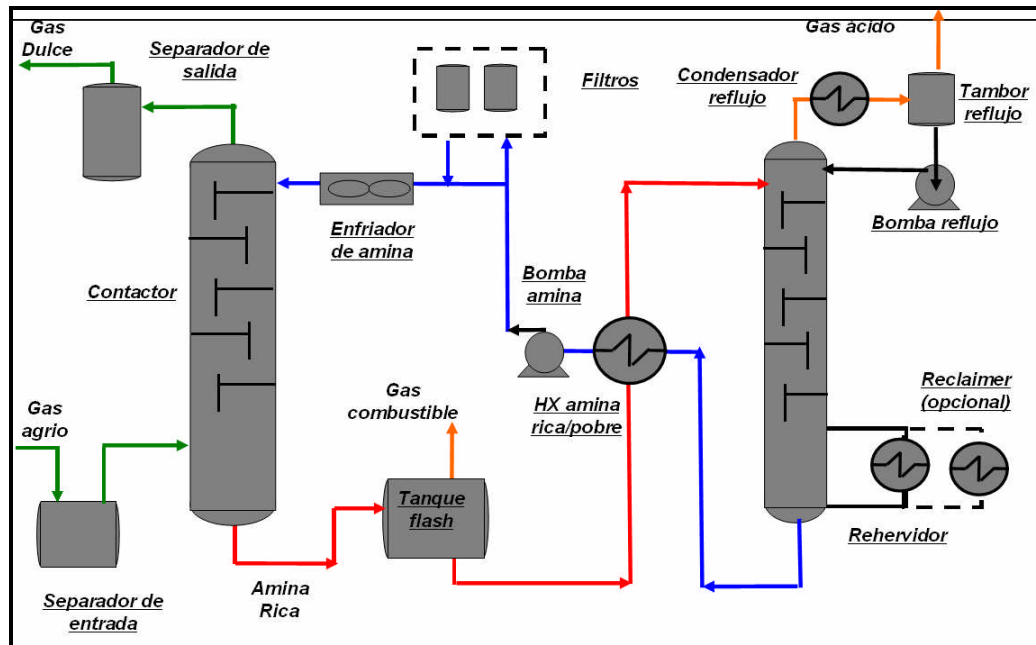 Gas
Dulce
Separador de
salida
Filtros
Condensador
reflujo
Gas ácido
Tambor
reflujo
Bomba reflujo
Enfriador
de amina
Contactor
Bomba
amina
Gas
agrio
Gas
combustible
HX amina
rica/pobre
Reclaimer
(opcional)
Tanque
flash
Rehervidor
Amina
Rica
Separador de
entrada